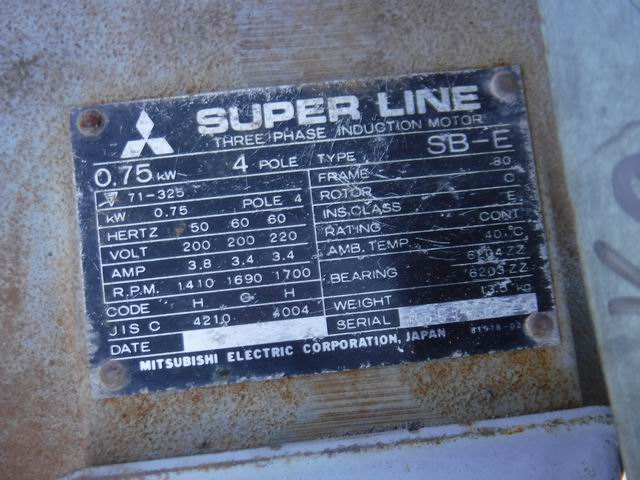 SUPER LINE
THREE PHASE INDUCTION MOTOR
0.75 kW 4 POLE TYPE SB-E
71-325
kW 0.75 POLE 4
HERTZ 50 60 60
VOLT 200 200 220
AMP 3.8 3.4 3.4
R.P.M. 1410 1690 1700
CODE H G H
JIS C 4210 4004
DATE
FRAME 80
ROTOR C
INS.CLASS E
RATING CONT
AMB. TEMP. 40 °C
BEARING 6204ZZ
6203ZZ
WEIGHT 13.5 KG
SERIAL
MITSUBISHI ELECTRIC CORPORATION, JAPAN